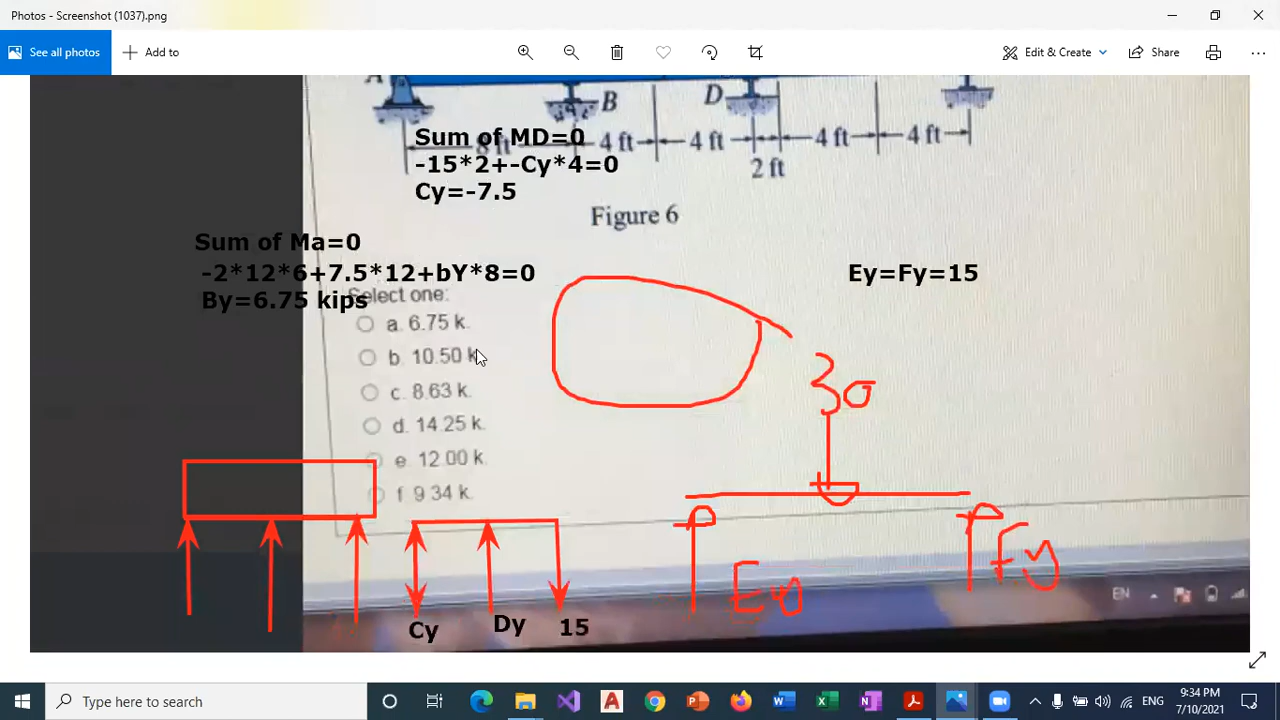 Photos - Screenshot (1037).png
See all photos
Add to
Edit & Create
Share
B
D
8 ft
4 ft
4 ft
4 ft
4 ft
2 ft
Sum of MD=0
-15*2+-Cy*4=0
Cy=-7.5
Figure 6
Sum of Ma=0
-2*12*6+7.5*12+bY*8=0
By=6.75 kips
Ey=Fy=15
Select one:
a. 6.75 k.
b. 10.50 k.
c. 8.63 k.
d. 14.25 k.
e. 12.00 k.
f. 9.34 k.
30
Ey
Fy
Cy
Dy
15
EN
Type here to search
ENG
9:34 PM
7/10/2021